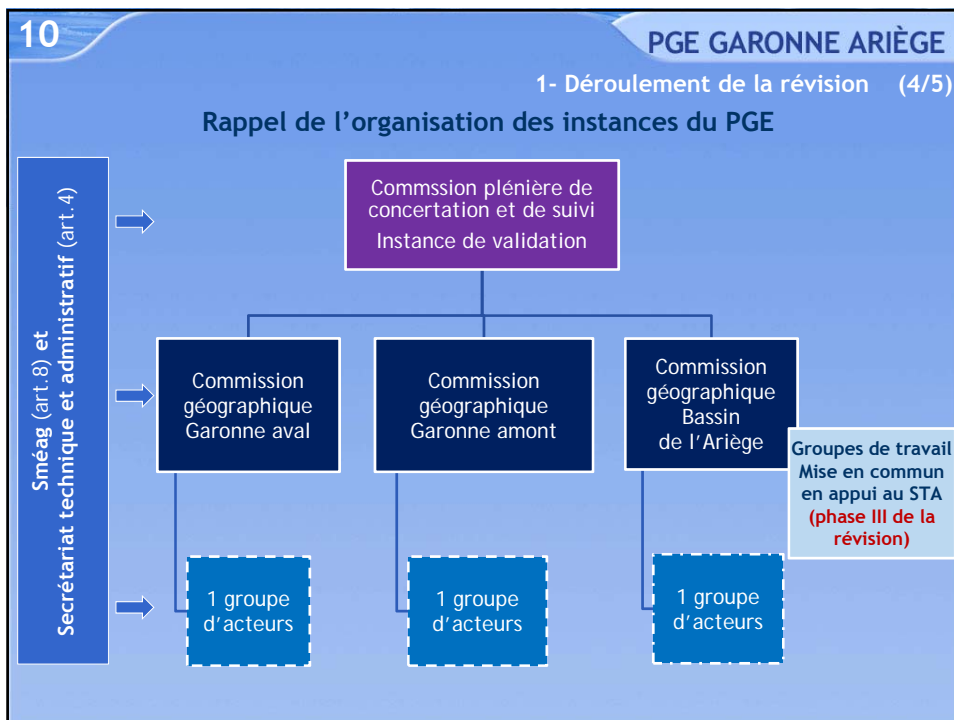 10
PGE GARONNE ARIÈGE
1- Déroulement de la révision (4/5)
Rappel de l'organisation des instances du PGE
Sméag (art.8) et
Secrétariat technique et administratif (art.4)
Commssion plénière de
concertation et de suivi
Instance de validation
Commission
géographique
Garonne aval
Commission
géographique
Garonne amont
Commission
géographique
Bassin
de l'Ariège
Groupes de travail
Mise en commun
en appui au STA
(phase III de la
révision)
1 groupe
d'acteurs
1 groupe
d'acteurs
1 groupe
d'acteurs